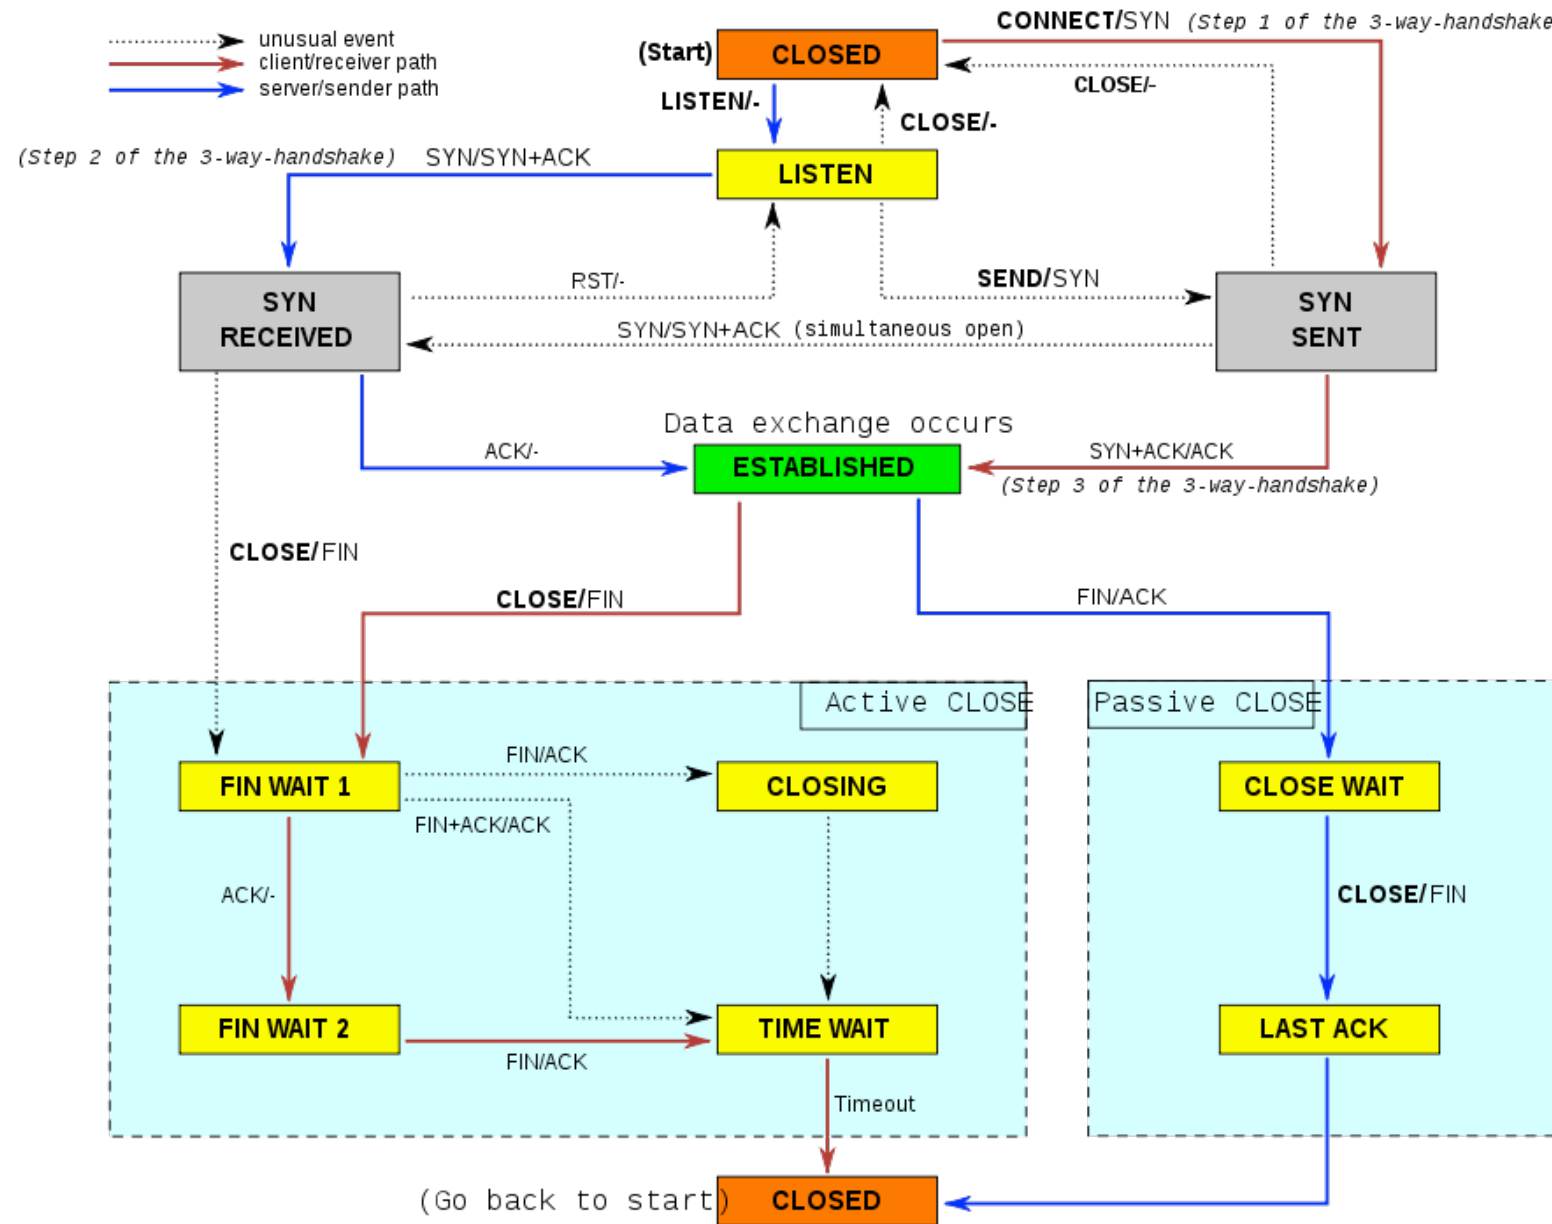 CONNECT/SYN (Step 1 of the 3-way-handshake
unusual event
client/receiver path
server/sender path
(Start)
CLOSED
CLOSE/-
LISTEN/-
CLOSE/-
(Step 2 of the 3-way-handshake)
SYN/SYN+ACK
LISTEN
RST/-
SEND/SYN
SYN
RECEIVED
SYN
SENT
SYN/SYN+ACK (simultaneous open)
Data exchange occurs
ACK/-
ESTABLISHED
SYN+ACK/ACK
(Step 3 of the 3-way-handshake)
CLOSE/FIN
CLOSE/FIN
FIN/ACK
Active CLOSE
Passive CLOSE
FIN WAIT 1
FIN/ACK
CLOSING
CLOSE WAIT
FIN+ACK/ACK
ACK/-
CLOSE/FIN
FIN WAIT 2
FIN/ACK
TIME WAIT
LAST ACK
Timeout
(Go back to start)
CLOSED